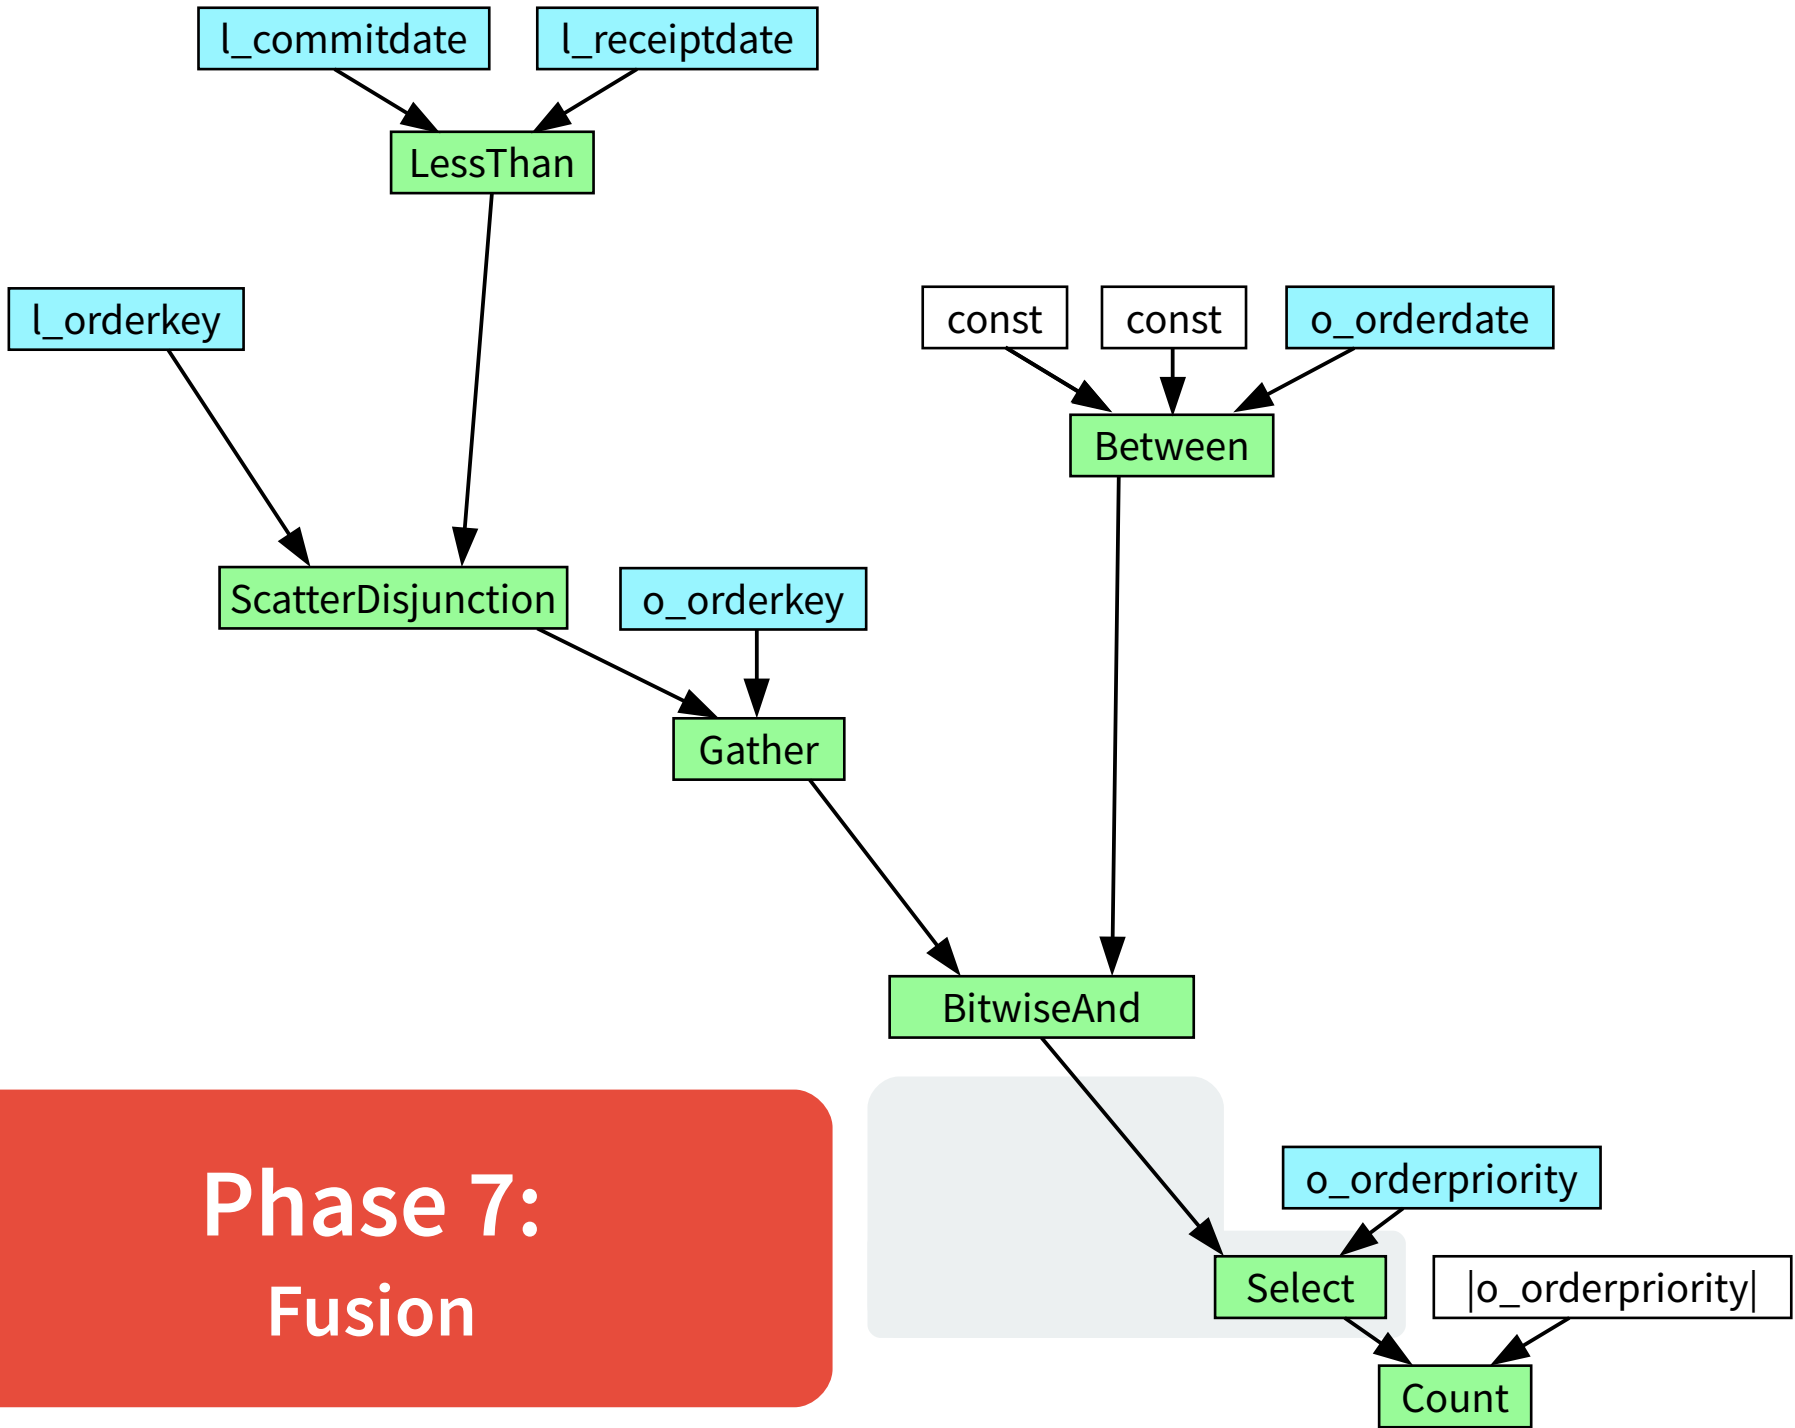 l_commitdate
l_receiptdate
LessThan
l_orderkey
const
const
o_orderdate
Between
ScatterDisjunction
o_orderkey
Gather
BitwiseAnd
o_orderpriority
Select
|o_orderpriority|
Count
Phase 7:
Fusion